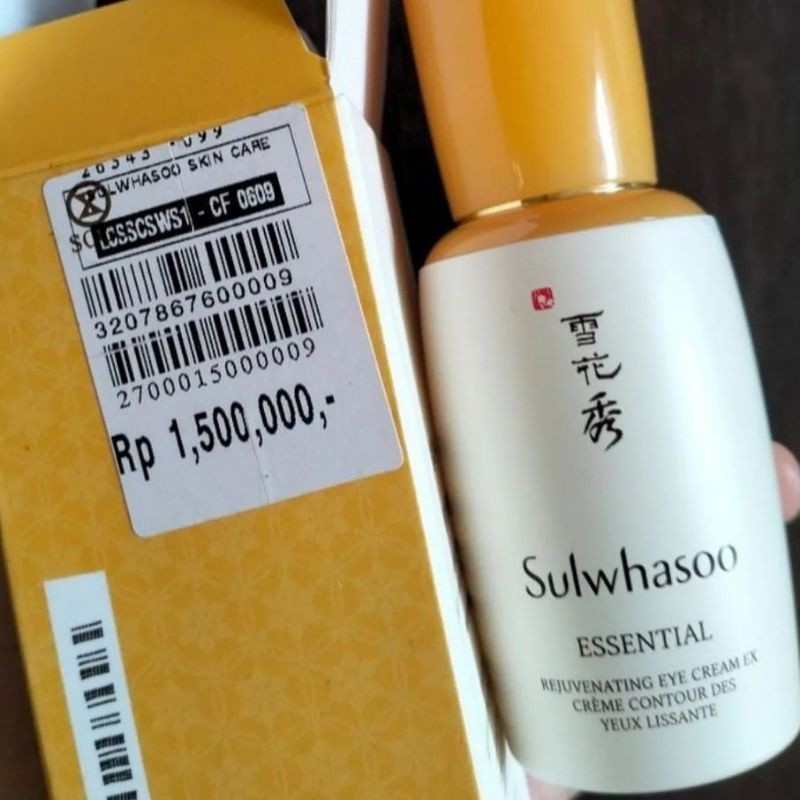 SULWHASOO SKIN CARE
LCSSCSWS1 - CF 0609
3207867600009
2700015000009
Rp 1,500,000,-
雪花秀
Sulwhasoo
ESSENTIAL
REJUVENATING EYE CREAM EX
CRÈME CONTOUR DES
YEUX LISSANTE